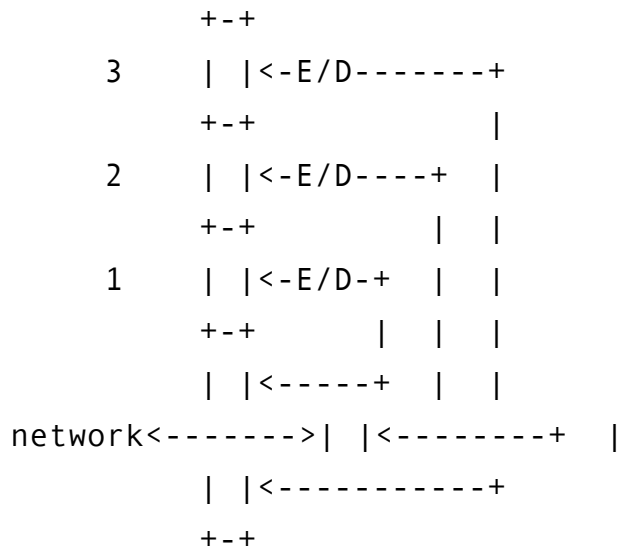 +-+
       3      | |<-E/D-------+
              +-+            |
       2      | |<-E/D----+  |
              +-+         |  |
       1      | |<-E/D-+  |  |
              +-+      |  |  |
              | |<-----+  |  |
network<------->| |<--------+  |
              | |<-----------+
              +-+